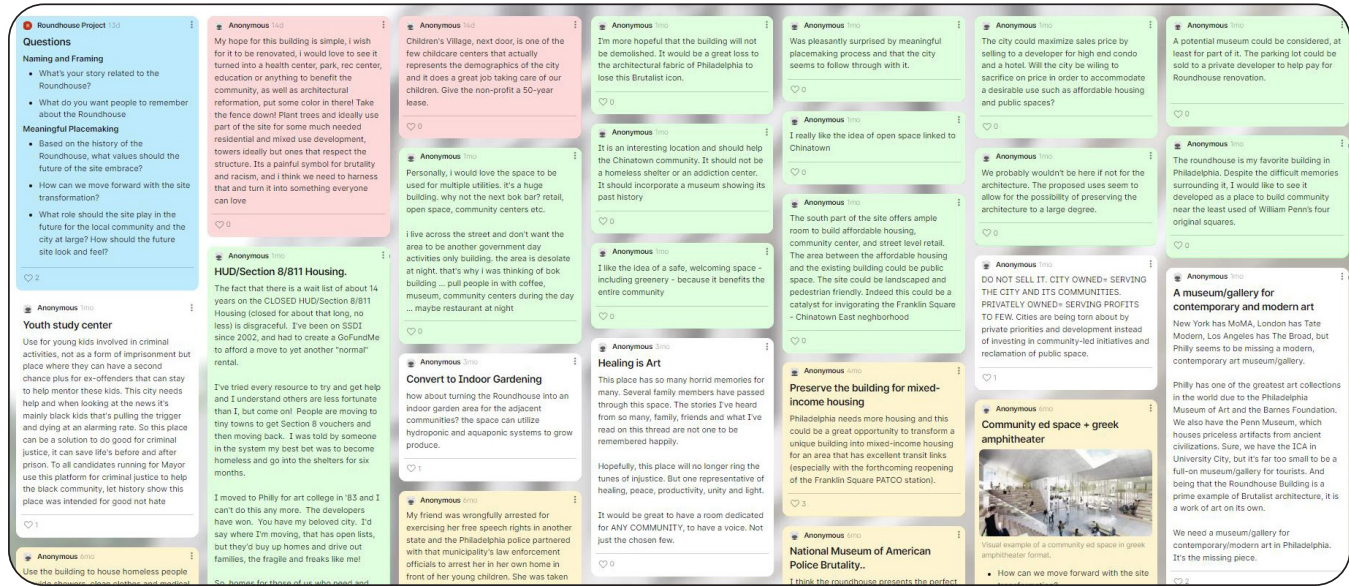 Roundhouse Project 13d
Questions
Naming and Framing
• What's your story related to the
Roundhouse?
• What do you want people to remember
about the Roundhouse
Meaningful Placemaking
• Based on the history of the
Roundhouse, what values should the
future of the site embrace?
• How can we move forward with the site
transformation?
• What role should the site play in the
future for the local community and the
city at large? How should the future
site look and feel?
2
Anonymous 1mo
Youth study center
Use for young kids involved in criminal
activities, not as a form of imprisonment but
place where they can have a second
chance plus for ex-offenders that can stay
to help mentor these kids. This city needs
help and when looking at the news it's
mainly black kids that's pulling the trigger
and dying at an alarming rate. So this place
can be a solution to do good for criminal
justice, it can save life's before and after
prison. To all candidates running for Mayor
use this platform for criminal justice to help
the black community, let history show this
place was intended for good not hate
1
Anonymous 6mo
Use the building to house homeless people
Anonymous 14d
My hope for this building is simple, i wish
for it to be renovated, i would love to see it
turned into a health center, park, rec center,
education or anything to benefit the
community, as well as architectural
reformation, put some color in there! Take
the fence down! Plant trees and ideally use
part of the site for some much needed
residential and mixed use development,
towers ideally but ones that respect the
structure. Its a painful symbol for brutality
and racism, and i think we need to harness
that and turn it into something everyone
can love
0
Anonymous 1mo
HUD/Section 8/811 Housing.
The fact that there is a wait list of about 14
years on the CLOSED HUD/Section 8/811
Housing (closed for about that long, no
less) is disgraceful. I've been on SSDI
since 2002, and had to create a GoFundMe
to afford a move to yet another "normal"
rental.
I've tried every resource to try and get help
and I understand others are less fortunate
than I, but come on! People are moving to
tiny towns to get Section 8 vouchers and
then moving back. I was told by someone
in the system my best bet was to become
homeless and go into the shelters for six
months.
I moved to Philly for art college in '83 and I
can't do this any more. The developers
have won. You have my beloved city. I'd
say where I'm moving, that has open lists,
but they'd buy up homes and drive out
families, the fragile and freaks like me!
So, homes for those of us who need and
Anonymous 14d
Children's Village, next door, is one of the
few childcare centers that actually
represents the demographics of the city
and it does a great job taking care of our
children. Give the non-profit a 50-year
lease.
0
Anonymous 1mo
Personally, i would love the space to be
used for multiple utilities. it's a huge
building. why not the next bok bar? retail,
open space, community centers etc.
i live across the street and don't want the
area to be another government day
activities only building. the area is desolate
at night. that's why i was thinking of bok
building ... pull people in with coffee,
museum, community centers during the day
... maybe restaurant at night
0
Anonymous 3mo
Convert to Indoor Gardening
how about turning the Roundhouse into an
indoor garden area for the adjacent
communities? the space can utilize
hydroponic and aquaponic systems to grow
produce.
1
Anonymous 6mo
My friend was wrongfully arrested for
exercising her free speech rights in another
state and the Philadelphia police partnered
with that municipality's law enforcement
officials to arrest her in her own home in
front of her young children. She was taken
Anonymous 1mo
I'm more hopeful that the building will not
be demolished. It would be a great loss to
the architectural fabric of Philadelphia to
lose this Brutalist icon.
0
Anonymous 1mo
It is an interesting location and should help
the Chinatown community. It should not be
a homeless shelter or an addiction center.
It should incorporate a museum showing its
past history
0
Anonymous 1mo
I like the idea of a safe, welcoming space -
including greenery - because it benefits the
entire community
0
Anonymous 3mo
Healing is Art
This place has so many horrid memories for
many. Several family members have passed
through this space. The stories I've heard
from so many, family, friends and what I've
read on this thread are not one to be
remembered happily.
Hopefully, this place will no longer ring the
tunes of injustice. But one representative of
healing, peace, productivity, unity and light.
It would be great to have a room dedicated
for ANY COMMUNITY, to have a voice. Not
just the chosen few.
0
Anonymous 1mo
Was pleasantly surprised by meaningful
placemaking process and that the city
seems to follow through with it.
0
Anonymous 1mo
I really like the idea of open space linked to
Chinatown
0
Anonymous 1mo
The south part of the site offers ample
room to build affordable housing,
community center, and street level retail.
The area between the affordable housing
and the existing building could be public
space. The site could be landscaped and
pedestrian friendly. Indeed this could be a
catalyst for invigorating the Franklin Square
- Chinatown East neghborhood
0
Anonymous 4mo
Preserve the building for mixed-
income housing
Philadelphia needs more housing and this
could be a great opportunity to transform a
unique building into mixed-income housing
for an area that has excellent transit links
(especially with the forthcoming reopening
of the Franklin Square PATCO station).
3
Anonymous 6mo
National Museum of American
Police Brutality..
I think the roundhouse presents the perfect
Anonymous 1mo
The city could maximize sales price by
selling to a developer for high end condo
and a hotel. Will the city be wiling to
sacrifice on price in order to accommodate
a desirable use such as affordable housing
and public spaces?
0
Anonymous 1mo
We probably wouldn't be here if not for the
architecture. The proposed uses seem to
allow for the possibility of preserving the
architecture to a large degree.
0
Anonymous 3mo
DO NOT SELL IT. CITY OWNED= SERVING
THE CITY AND ITS COMMUNITIES.
PRIVATELY OWNED= SERVING PROFITS
TO FEW. Cities are being torn about by
private priorities and development instead
of investing in community-led initiatives and
reclamation of public space.
1
Anonymous 6mo
Community ed space + greek
amphitheater
Visual example of a community ed space in greek
amphitheater format.
• How can we move forward with the site
Anonymous 1mo
A potential museum could be considered, at
least for part of it. The parking lot could be
sold to a private developer to help pay for
Roundhouse renovation.
0
Anonymous 1mo
The roundhouse is my favorite building in
Philadelphia. Despite the difficult memories
surrounding it, I would like to see it
developed as a place to build community
near the least used of William Penn's four
original squares.
0
Anonymous 1mo
A museum/gallery for
contemporary and modern art
New York has MoMA, London has Tate
Modern, Los Angeles has The Broad, but
Philly seems to be missing a modern,
contemporary art museum/gallery.
Philly has one of the greatest art collections
in the world due to the Philadelphia
Museum of Art and the Barnes Foundation.
We also have the Penn Museum, which
houses priceless artifacts from ancient
civilizations. Sure, we have the ICA in
University City, but it's far too small to be a
full-on museum/gallery for tourists. And
being that the Roundhouse Building is a
prime example of Brutalist architecture, it is
a work of art on its own.
We need a museum/gallery for
contemporary/modern art in Philadelphia.
It's the missing piece.
2